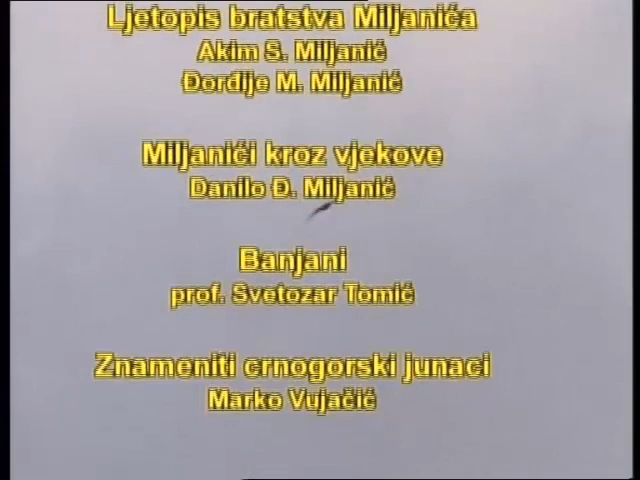 Ljetopis bratstva Miljanića
Akim S. Miljanić
Đorđije M. Miljanić
Miljanići kroz vjekove
Danilo Đ. Miljanić
Banjani
prof. Svetozar Tomić
Znameniti crnogorski junaci
Marko Vujačić